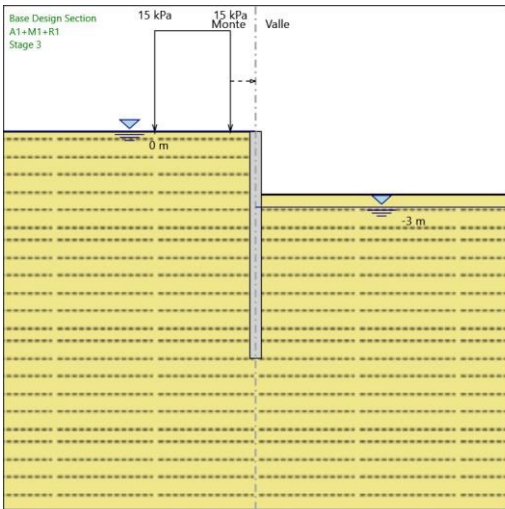 Base Design Section
A1+M1+R1
Stage 3
15 kPa 15 kPa
Monte Valle
0 m
-3 m